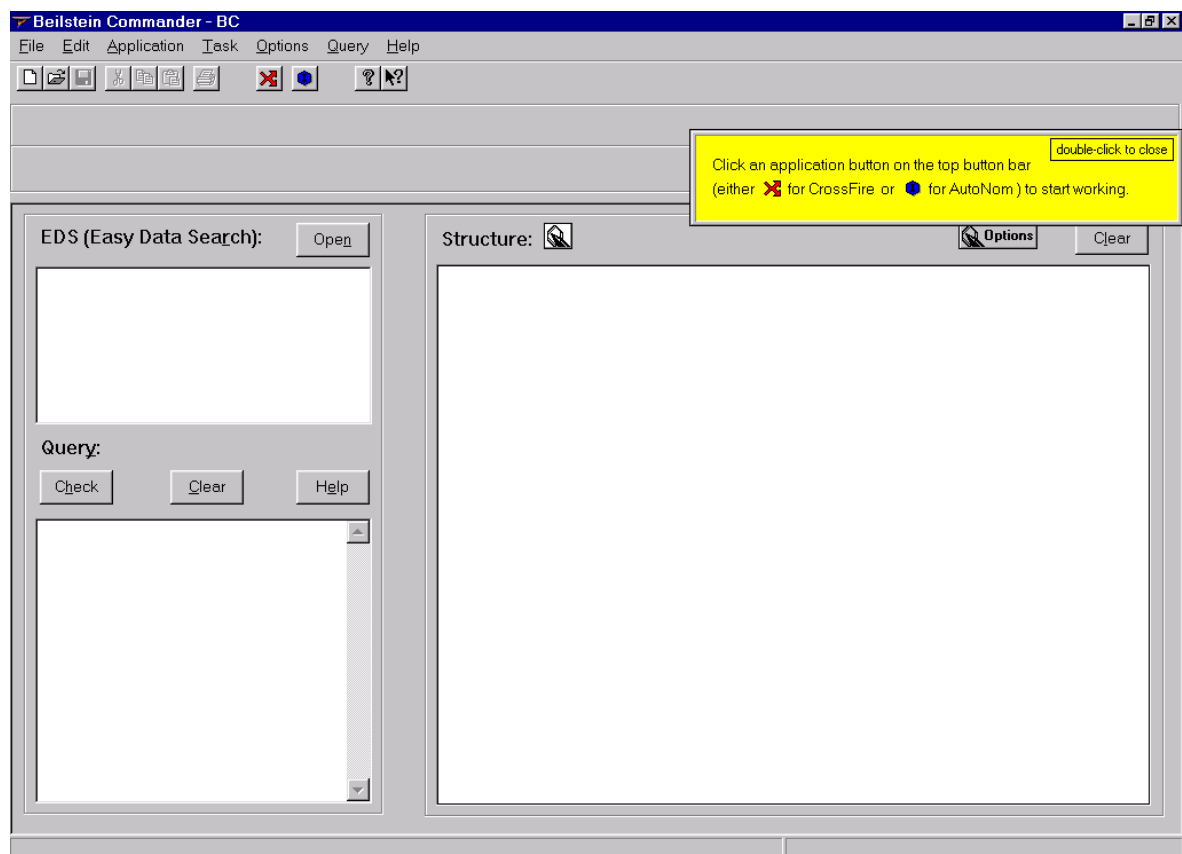 Beilstein Commander - BC
File Edit Application Task Options Query Help
double-click to close
Click an application button on the top button bar
(either for CrossFire or for AutoNom ) to start working.
EDS (Easy Data Search): Open
Structure: Options Clear
Query:
Check Clear Help